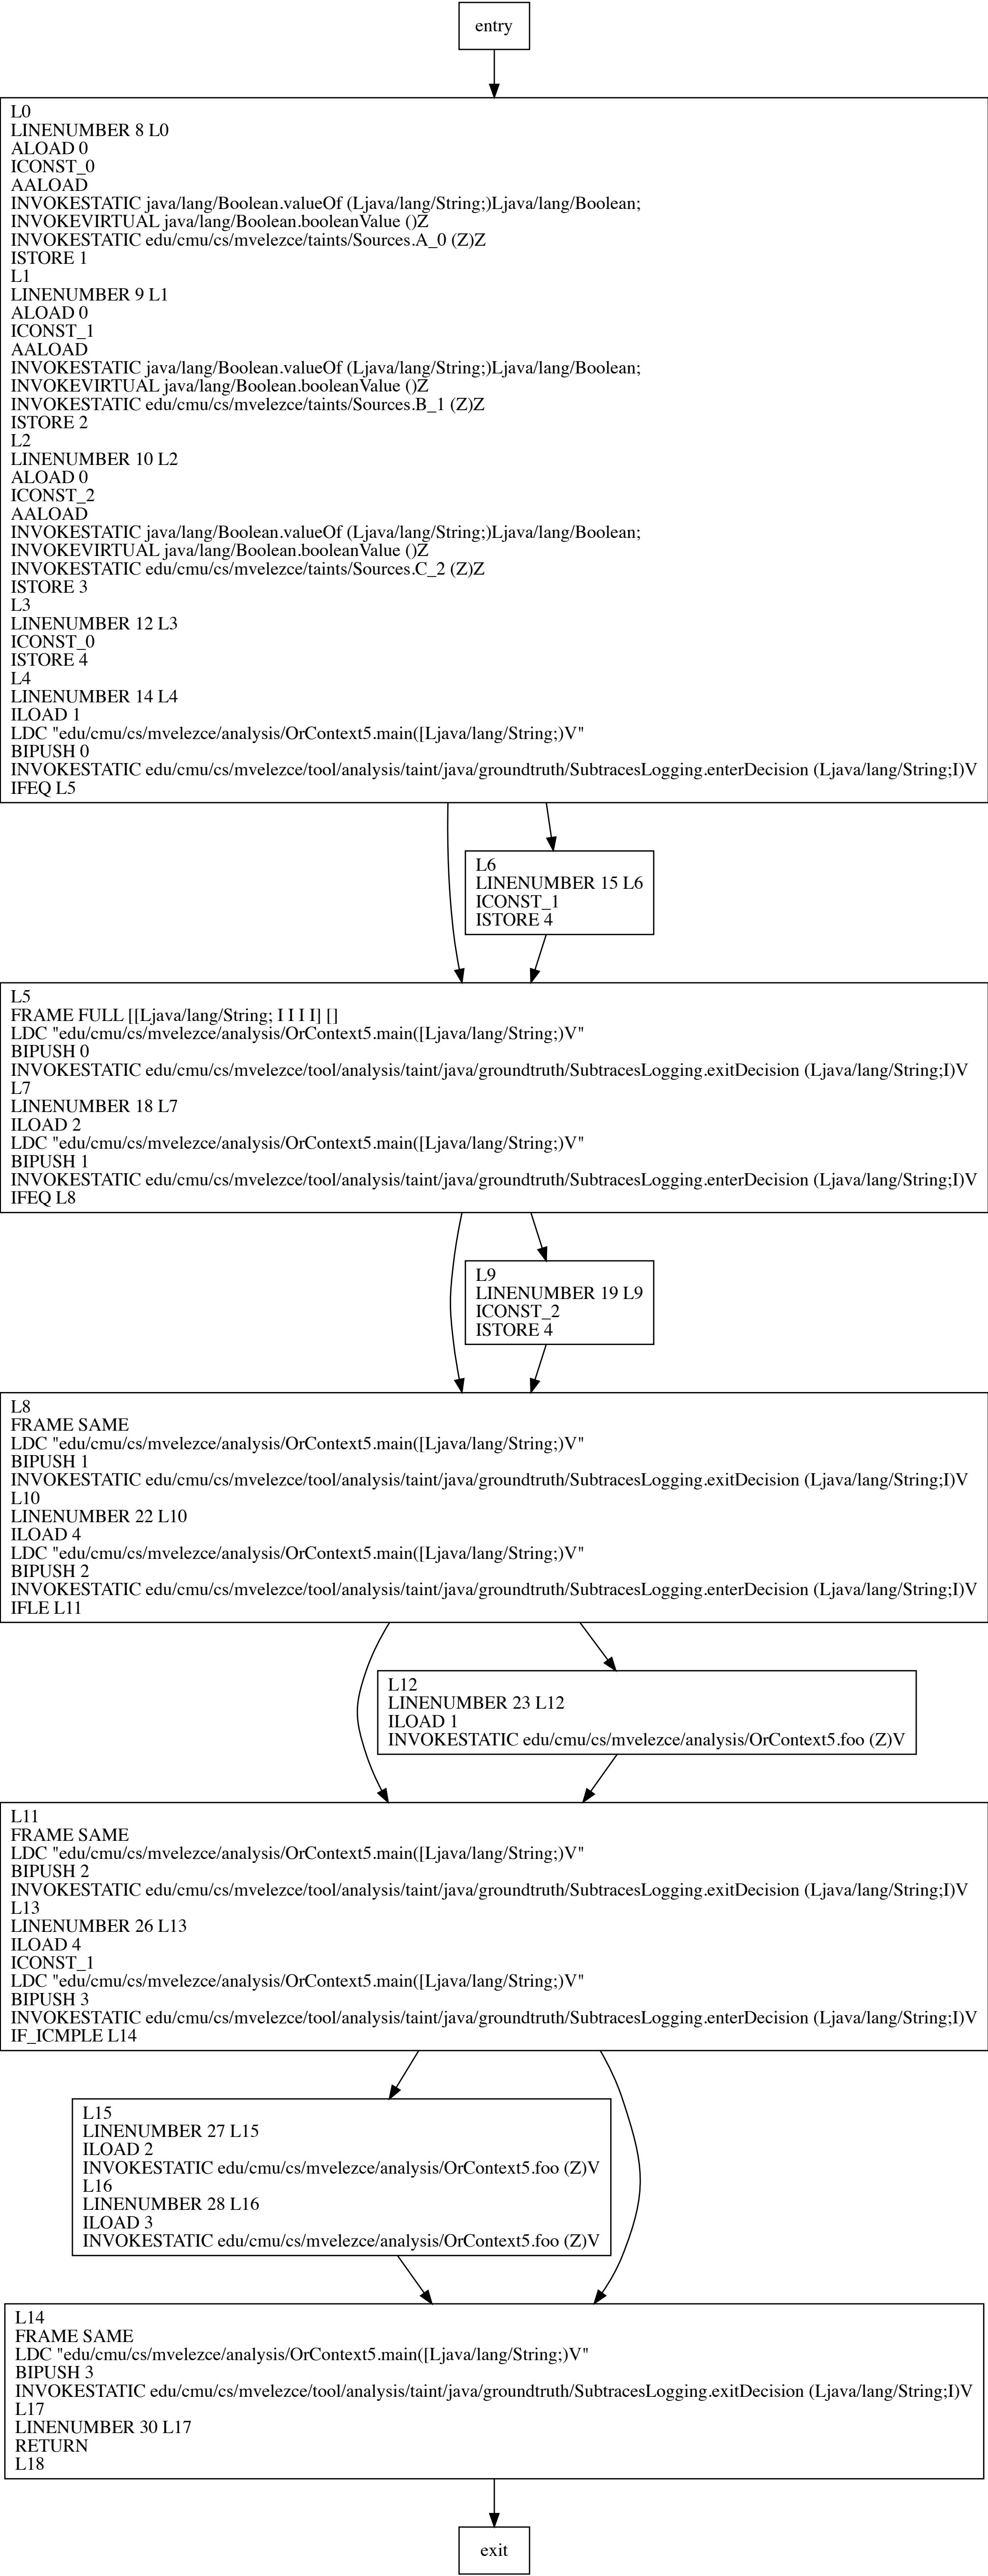 entry
L0
LINENUMBER 8 L0
ALOAD 0
ICONST_0
AALOAD
INVOKESTATIC java/lang/Boolean.valueOf (Ljava/lang/String;)Ljava/lang/Boolean;
INVOKEVIRTUAL java/lang/Boolean.booleanValue ()Z
INVOKESTATIC edu/cmu/cs/mvelezce/taints/Sources.A_0 (Z)Z
ISTORE 1
L1
LINENUMBER 9 L1
ALOAD 0
ICONST_1
AALOAD
INVOKESTATIC java/lang/Boolean.valueOf (Ljava/lang/String;)Ljava/lang/Boolean;
INVOKEVIRTUAL java/lang/Boolean.booleanValue ()Z
INVOKESTATIC edu/cmu/cs/mvelezce/taints/Sources.B_1 (Z)Z
ISTORE 2
L2
LINENUMBER 10 L2
ALOAD 0
ICONST_2
AALOAD
INVOKESTATIC java/lang/Boolean.valueOf (Ljava/lang/String;)Ljava/lang/Boolean;
INVOKEVIRTUAL java/lang/Boolean.booleanValue ()Z
INVOKESTATIC edu/cmu/cs/mvelezce/taints/Sources.C_2 (Z)Z
ISTORE 3
L3
LINENUMBER 12 L3
ICONST_0
ISTORE 4
L4
LINENUMBER 14 L4
ILOAD 1
LDC "edu/cmu/cs/mvelezce/analysis/OrContext5.main([Ljava/lang/String;)V"
BIPUSH 0
INVOKESTATIC edu/cmu/cs/mvelezce/tool/analysis/taint/java/groundtruth/SubtracesLogging.enterDecision (Ljava/lang/String;I)V
IFEQ L5
L6
LINENUMBER 15 L6
ICONST_1
ISTORE 4
L5
FRAME FULL [[Ljava/lang/String; I I I I] []
LDC "edu/cmu/cs/mvelezce/analysis/OrContext5.main([Ljava/lang/String;)V"
BIPUSH 0
INVOKESTATIC edu/cmu/cs/mvelezce/tool/analysis/taint/java/groundtruth/SubtracesLogging.exitDecision (Ljava/lang/String;I)V
L7
LINENUMBER 18 L7
ILOAD 2
LDC "edu/cmu/cs/mvelezce/analysis/OrContext5.main([Ljava/lang/String;)V"
BIPUSH 1
INVOKESTATIC edu/cmu/cs/mvelezce/tool/analysis/taint/java/groundtruth/SubtracesLogging.enterDecision (Ljava/lang/String;I)V
IFEQ L8
L9
LINENUMBER 19 L9
ICONST_2
ISTORE 4
L8
FRAME SAME
LDC "edu/cmu/cs/mvelezce/analysis/OrContext5.main([Ljava/lang/String;)V"
BIPUSH 1
INVOKESTATIC edu/cmu/cs/mvelezce/tool/analysis/taint/java/groundtruth/SubtracesLogging.exitDecision (Ljava/lang/String;I)V
L10
LINENUMBER 22 L10
ILOAD 4
LDC "edu/cmu/cs/mvelezce/analysis/OrContext5.main([Ljava/lang/String;)V"
BIPUSH 2
INVOKESTATIC edu/cmu/cs/mvelezce/tool/analysis/taint/java/groundtruth/SubtracesLogging.enterDecision (Ljava/lang/String;I)V
IFLE L11
L12
LINENUMBER 23 L12
ILOAD 1
INVOKESTATIC edu/cmu/cs/mvelezce/analysis/OrContext5.foo (Z)V
L11
FRAME SAME
LDC "edu/cmu/cs/mvelezce/analysis/OrContext5.main([Ljava/lang/String;)V"
BIPUSH 2
INVOKESTATIC edu/cmu/cs/mvelezce/tool/analysis/taint/java/groundtruth/SubtracesLogging.exitDecision (Ljava/lang/String;I)V
L13
LINENUMBER 26 L13
ILOAD 4
ICONST_1
LDC "edu/cmu/cs/mvelezce/analysis/OrContext5.main([Ljava/lang/String;)V"
BIPUSH 3
INVOKESTATIC edu/cmu/cs/mvelezce/tool/analysis/taint/java/groundtruth/SubtracesLogging.enterDecision (Ljava/lang/String;I)V
IF_ICMPLE L14
L15
LINENUMBER 27 L15
ILOAD 2
INVOKESTATIC edu/cmu/cs/mvelezce/analysis/OrContext5.foo (Z)V
L16
LINENUMBER 28 L16
ILOAD 3
INVOKESTATIC edu/cmu/cs/mvelezce/analysis/OrContext5.foo (Z)V
L14
FRAME SAME
LDC "edu/cmu/cs/mvelezce/analysis/OrContext5.main([Ljava/lang/String;)V"
BIPUSH 3
INVOKESTATIC edu/cmu/cs/mvelezce/tool/analysis/taint/java/groundtruth/SubtracesLogging.exitDecision (Ljava/lang/String;I)V
L17
LINENUMBER 30 L17
RETURN
L18
exit